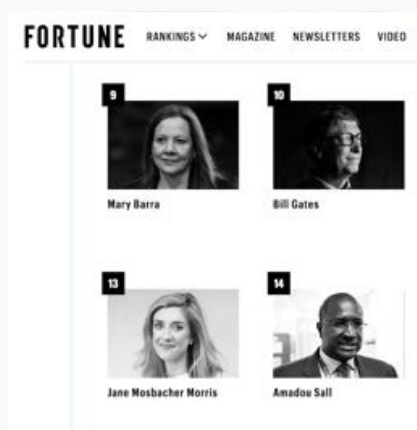 FORTUNE RANKINGS MAGAZINE NEWSLETTERS VIDEO
9 10
Mary Barra Bill Gates
13 14
Jane Mosbacher Morris Amadou Sall